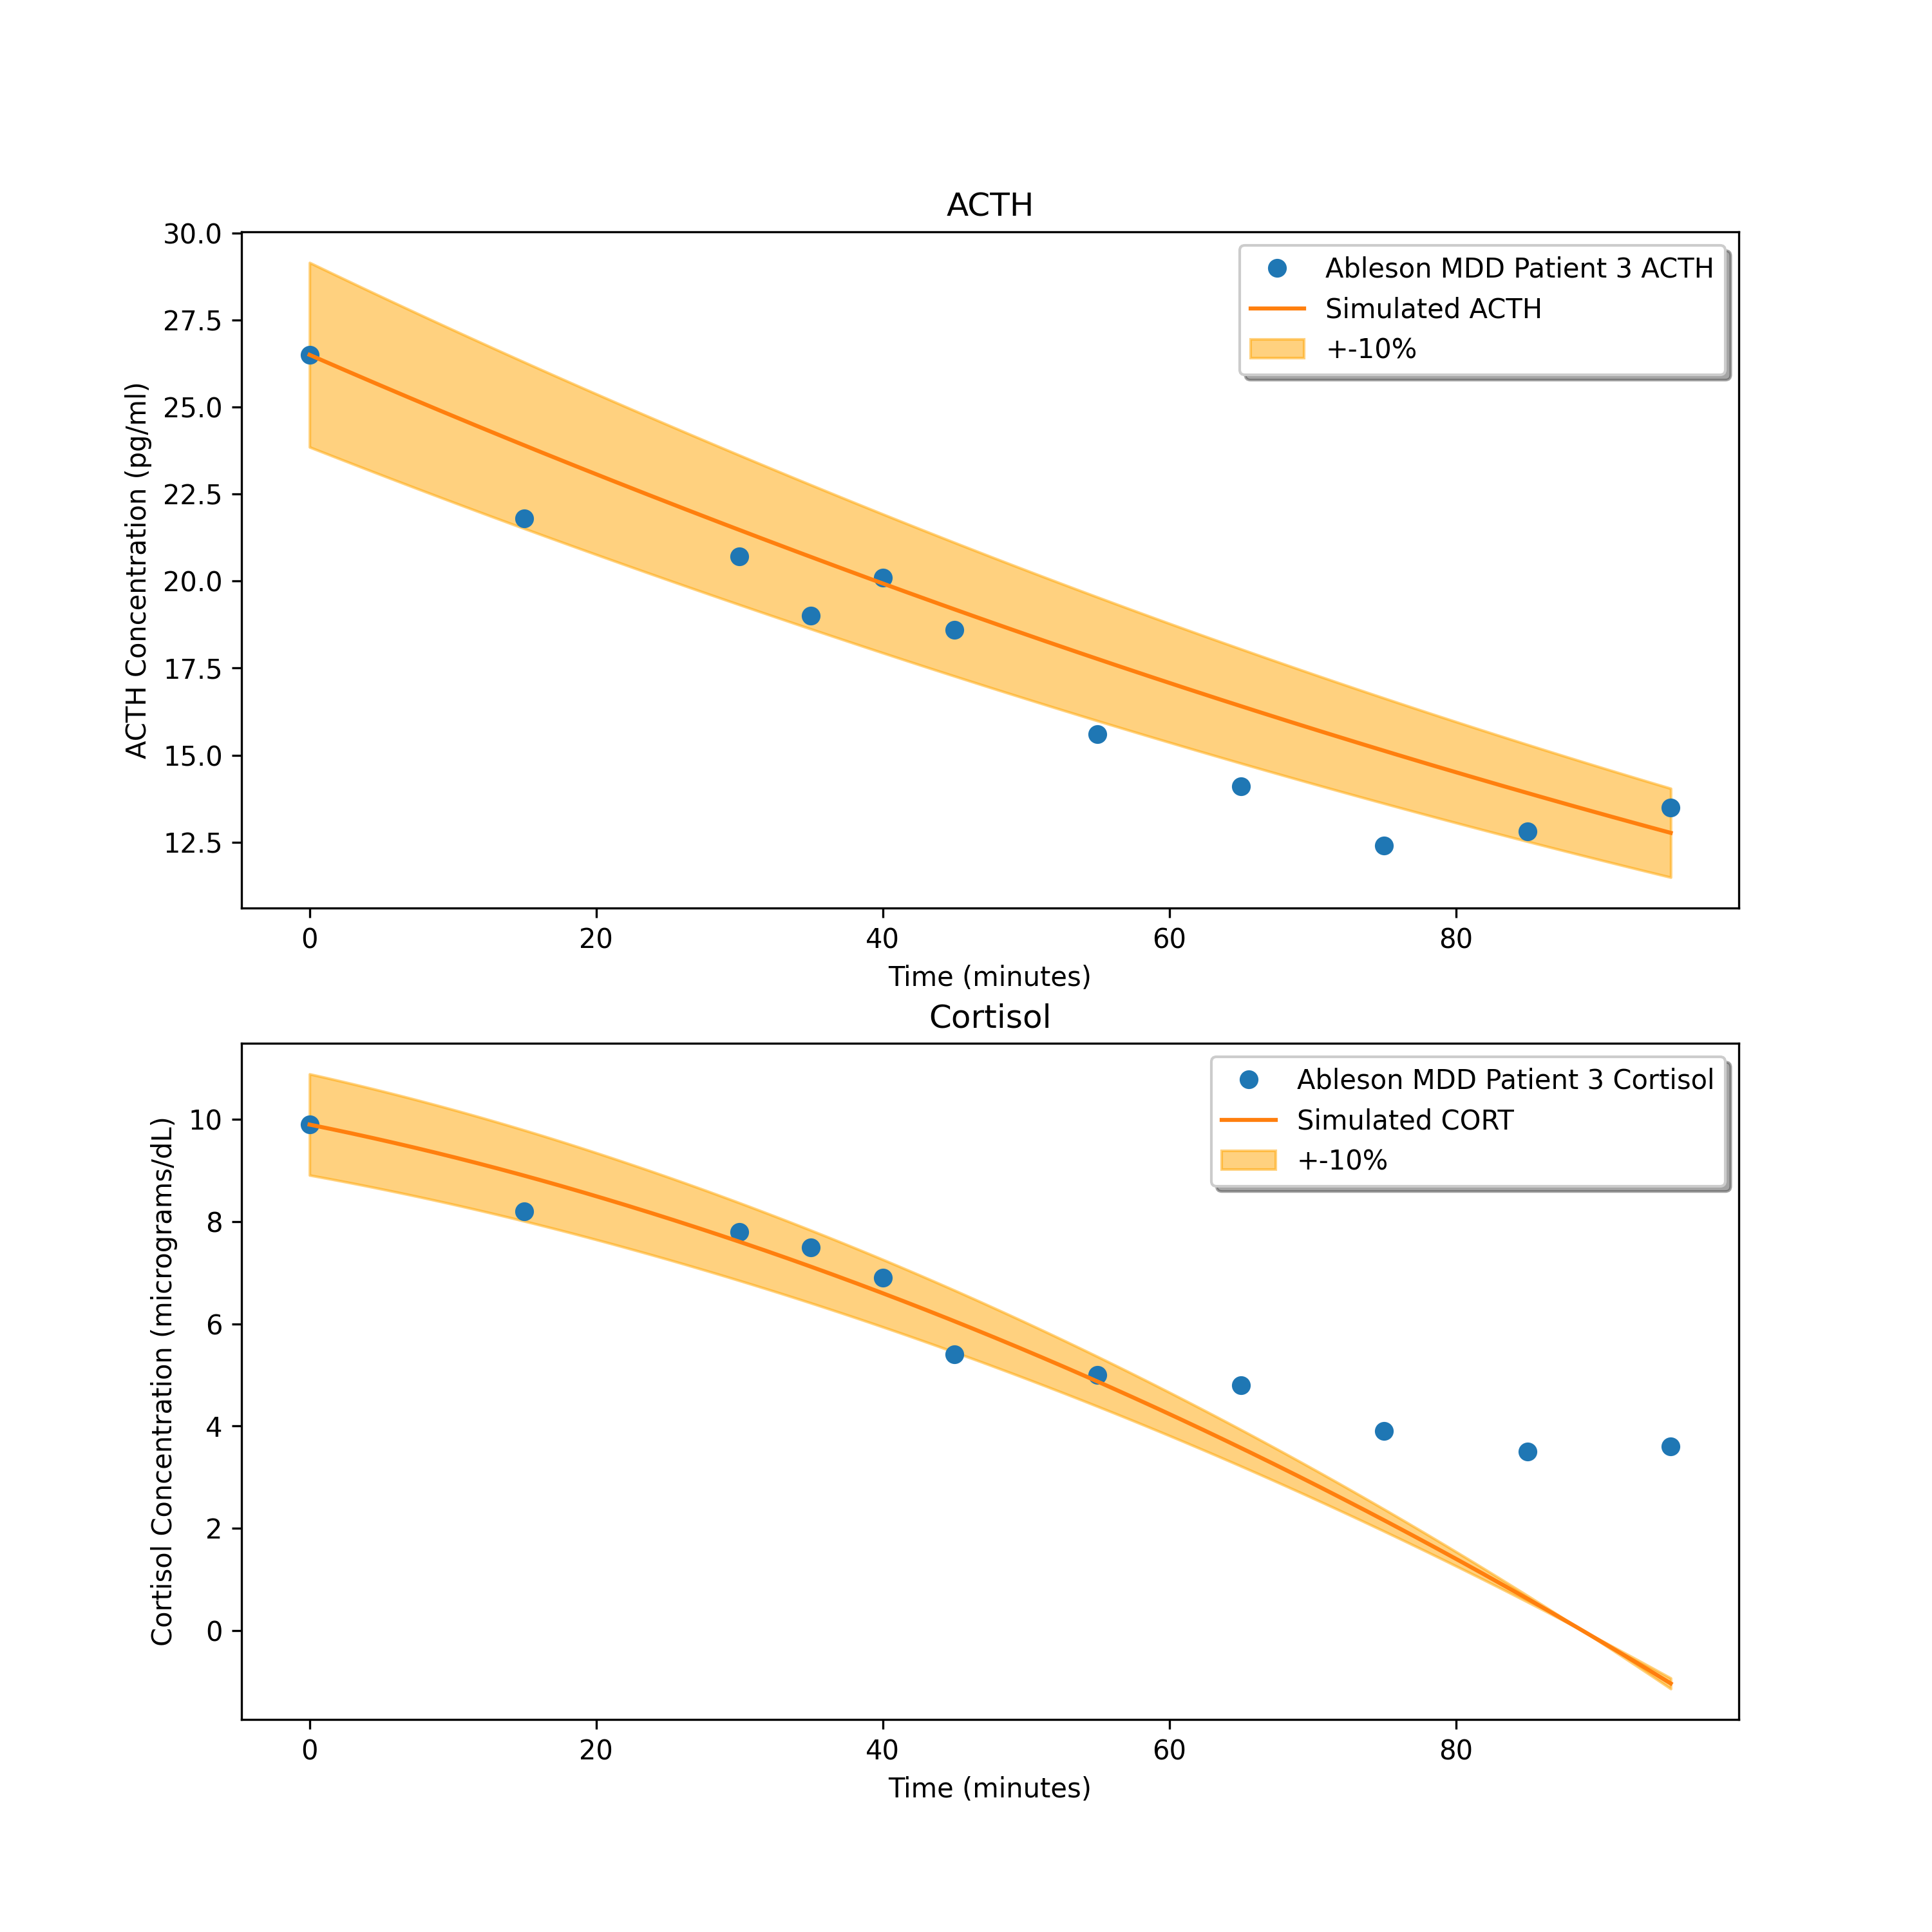 ACTH
30.0
27.5
25.0
22.5
20.0
17.5
15.0
12.5
ACTH Concentration (pg/ml)
Ableson MDD Patient 3 ACTH
Simulated ACTH
+-10%
0 20 40 60 80
Time (minutes)
Cortisol
10
8
6
4
2
0
Cortisol Concentration (micrograms/dL)
Ableson MDD Patient 3 Cortisol
Simulated CORT
+-10%
0 20 40 60 80
Time (minutes)